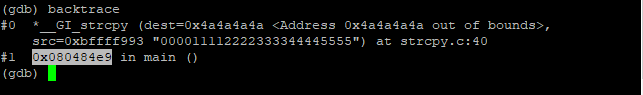 (gdb) backtrace
#0  *__GI_strcpy (dest=0x4a4a4a4a <Address 0x4a4a4a4a out of bounds>,
src=0xbffff993 "000011112222333344445555") at strcpy.c:40
#1  0x080484e9 in main ()
(gdb)